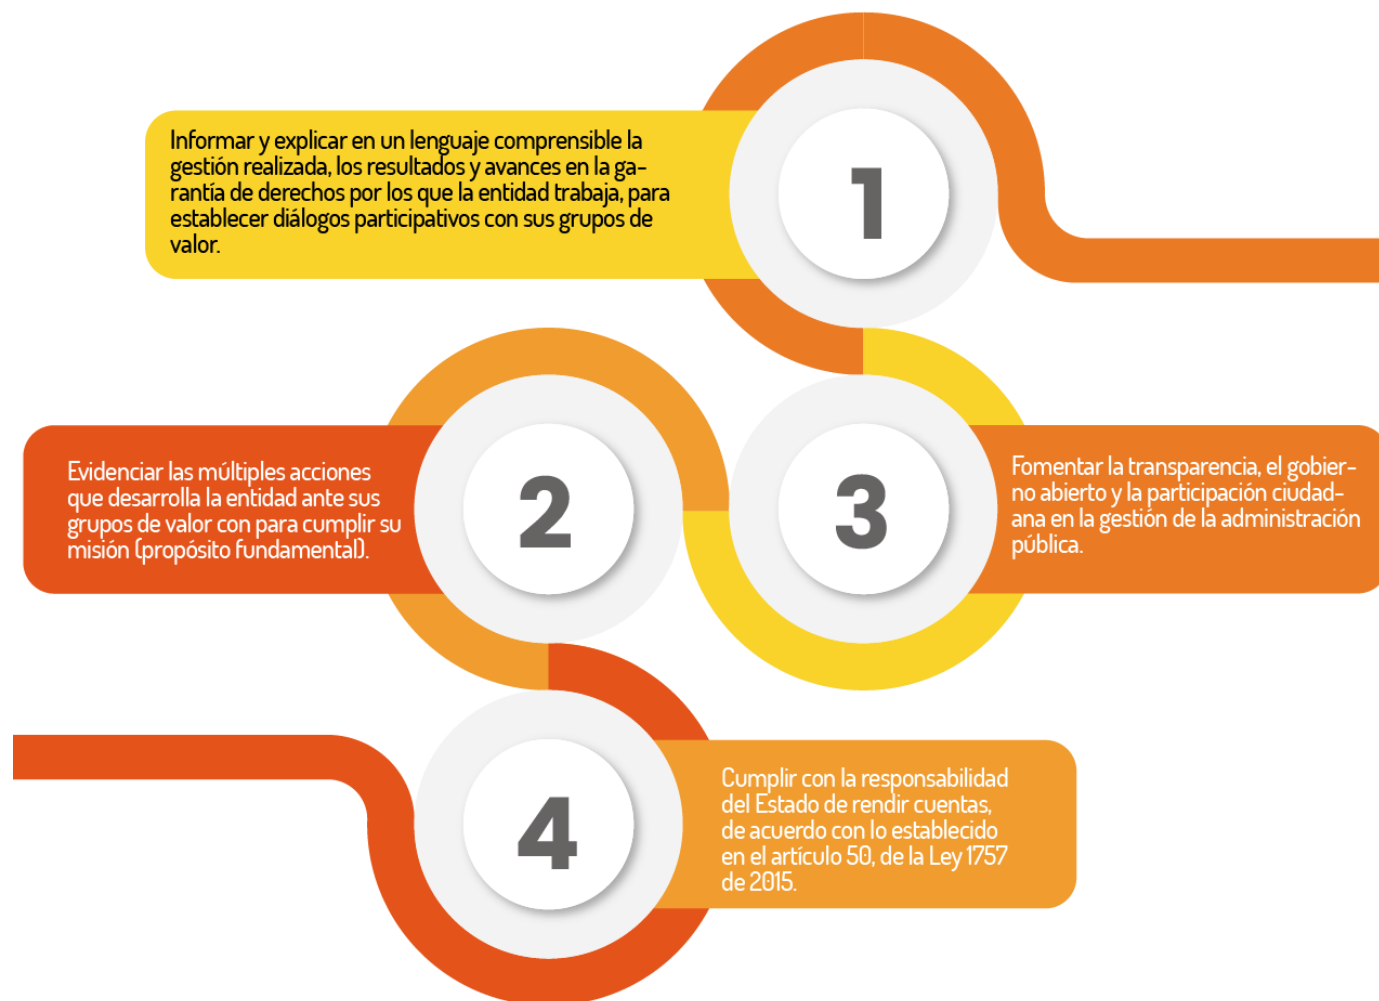 1
Informar y explicar en un lenguaje comprensible la
gestión realizada, los resultados y avances en la ga-
rantía de derechos por los que la entidad trabaja, para
establecer diálogos participativos con sus grupos de
valor.
2
Evidenciar las múltiples acciones
que desarrolla la entidad ante sus
grupos de valor con para cumplir su
misión (propósito fundamental).
3
Fomentar la transparencia, el gobier-
no abierto y la participación ciudad-
ana en la gestión de la administración
pública.
4
Cumplir con la responsabilidad
del Estado de rendir cuentas,
de acuerdo con lo establecido
en el artículo 50, de la Ley 1757
de 2015.